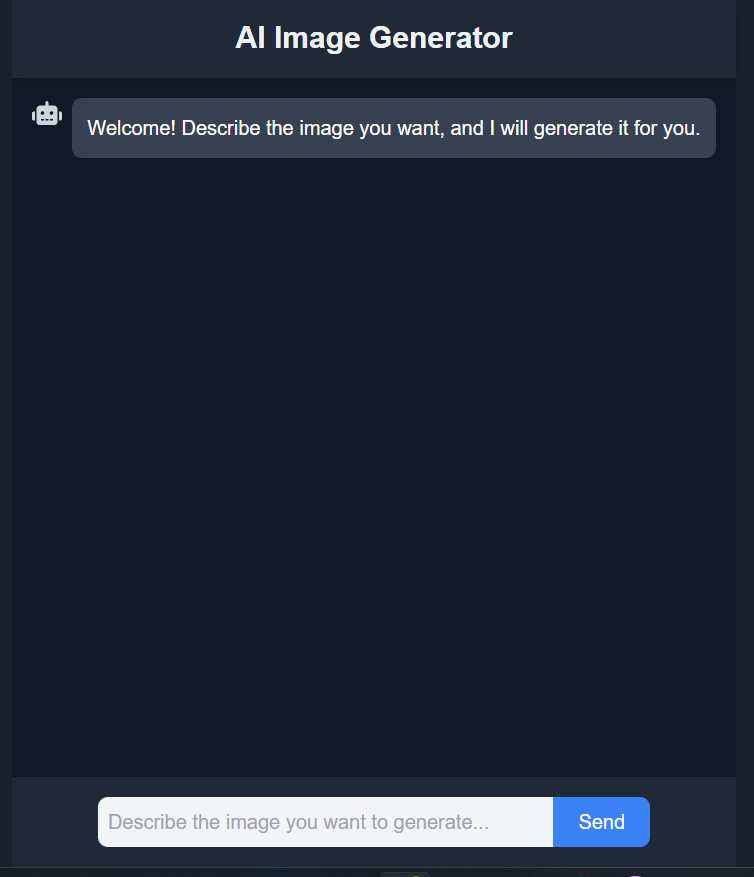 AI Image Generator
Welcome! Describe the image you want, and I will generate it for you.
Describe the image you want to generate...
Send